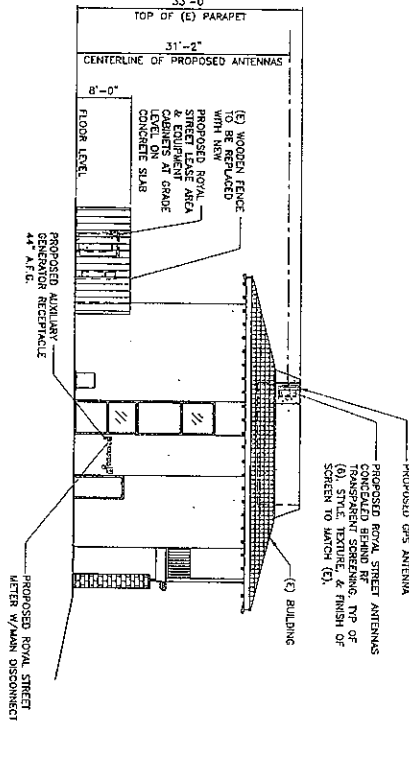 TOP OF (E) PARAPET
31'-2"
CENTERLINE OF PROPOSED ANTENNAS
8'-0"
FLOOR LEVEL
(E) WOODEN FENCE
TO BE REPLACED
WITH NEW
PROPOSED ROYAL
STREET LEASE AREA
& EQUIPMENT
CABINETS AT GRADE
LEVEL ON
CONCRETE SLAB
PROPOSED AUXILIARY
GENERATOR RECEPTACLE
44" A.F.G.
PROPOSED GPS ANTENNA
PROPOSED ROYAL STREET ANTENNAS
CONCEALED BEHIND RF
TRANSPARENT SCREENING, TYP OF
(6). STYLE, TEXTURE, & FINISH OF
SCREEN TO MATCH (E).
(E) BUILDING
PROPOSED ROYAL STREET
METER W/MAIN DISCONNECT